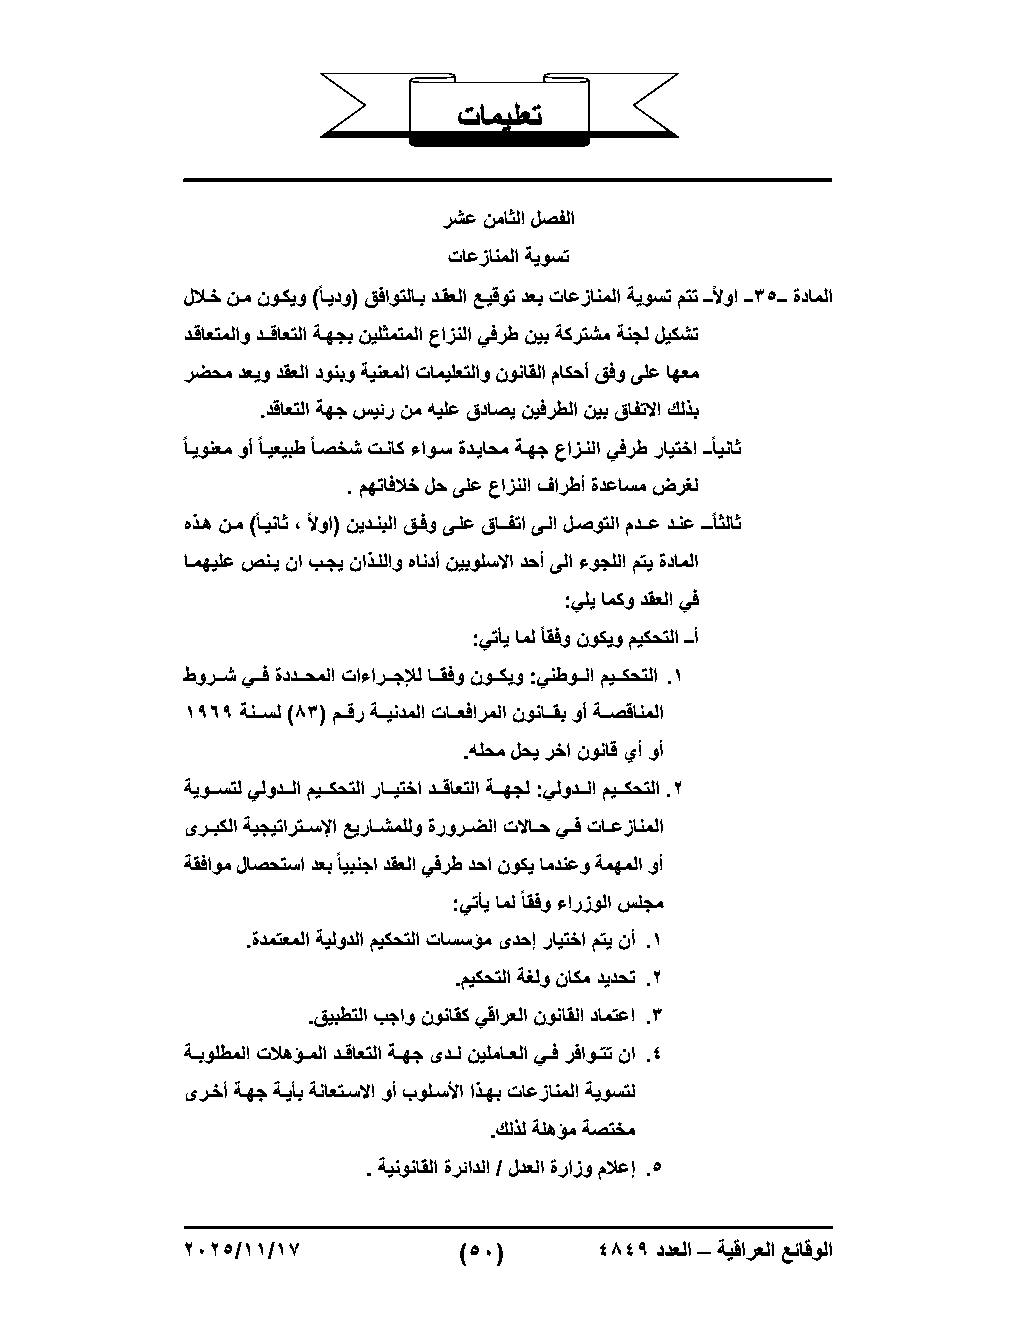 تعليمات
الفصل الثامن عشر
تسوية المنازعات
المادة ـ٣٥ـ اولاًـ تتم تسوية المنازعات بعد توقيع العقد بالتوافق (ودياً) ويكون من خلال
تشكيل لجنة مشتركة بين طرفي النزاع المتمثلين بجهة التعاقد والمتعاقد
معها على وفق أحكام القانون والتعليمات المعنية وبنود العقد ويعد محضر
بذلك الاتفاق بين الطرفين يصادق عليه من رئيس جهة التعاقد.
ثانياًـ اختيار طرفي النزاع جهة محايدة سواء كانت شخصاً طبيعياً أو معنوياً
لغرض مساعدة أطراف النزاع على حل خلافاتهم .
ثالثاًـ عند عدم التوصل الى اتفاق على وفق البندين (اولاً ، ثانياً) من هذه
المادة يتم اللجوء الى أحد الاسلوبين أدناه واللذان يجب ان ينص عليهما
في العقد وكما يلي:
أـ التحكيم ويكون وفقاً لما يأتي:
١. التحكيم الوطني: ويكون وفقا للإجراءات المحددة في شروط
المناقصة أو بقانون المرافعات المدنية رقم (٨٣) لسنة ١٩٦٩
أو أي قانون اخر يحل محله.
٢. التحكيم الدولي: لجهة التعاقد اختيار التحكيم الدولي لتسوية
المنازعات في حالات الضرورة وللمشاريع الإستراتيجية الكبرى
أو المهمة وعندما يكون احد طرفي العقد اجنبياً بعد استحصال موافقة
مجلس الوزراء وفقاً لما يأتي:
١. أن يتم اختيار إحدى مؤسسات التحكيم الدولية المعتمدة.
٢. تحديد مكان ولغة التحكيم.
٣. اعتماد القانون العراقي كقانون واجب التطبيق.
٤. ان تتوافر في العاملين لدى جهة التعاقد المؤهلات المطلوبة
لتسوية المنازعات بهذا الأسلوب أو الاستعانة بأية جهة أخرى
مختصة مؤهلة لذلك.
٥. إعلام وزارة العدل / الدائرة القانونية .
الوقائع العراقية – العدد ٤٨٤٩ (٥٠) ٢٠٢٥/١١/١٧